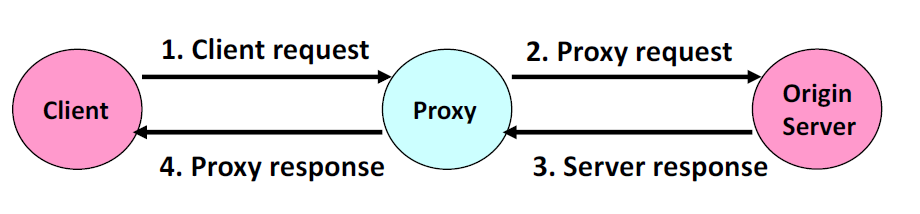 1. Client request
2. Proxy request
Client
Proxy
Origin
Server
4. Proxy response
3. Server response